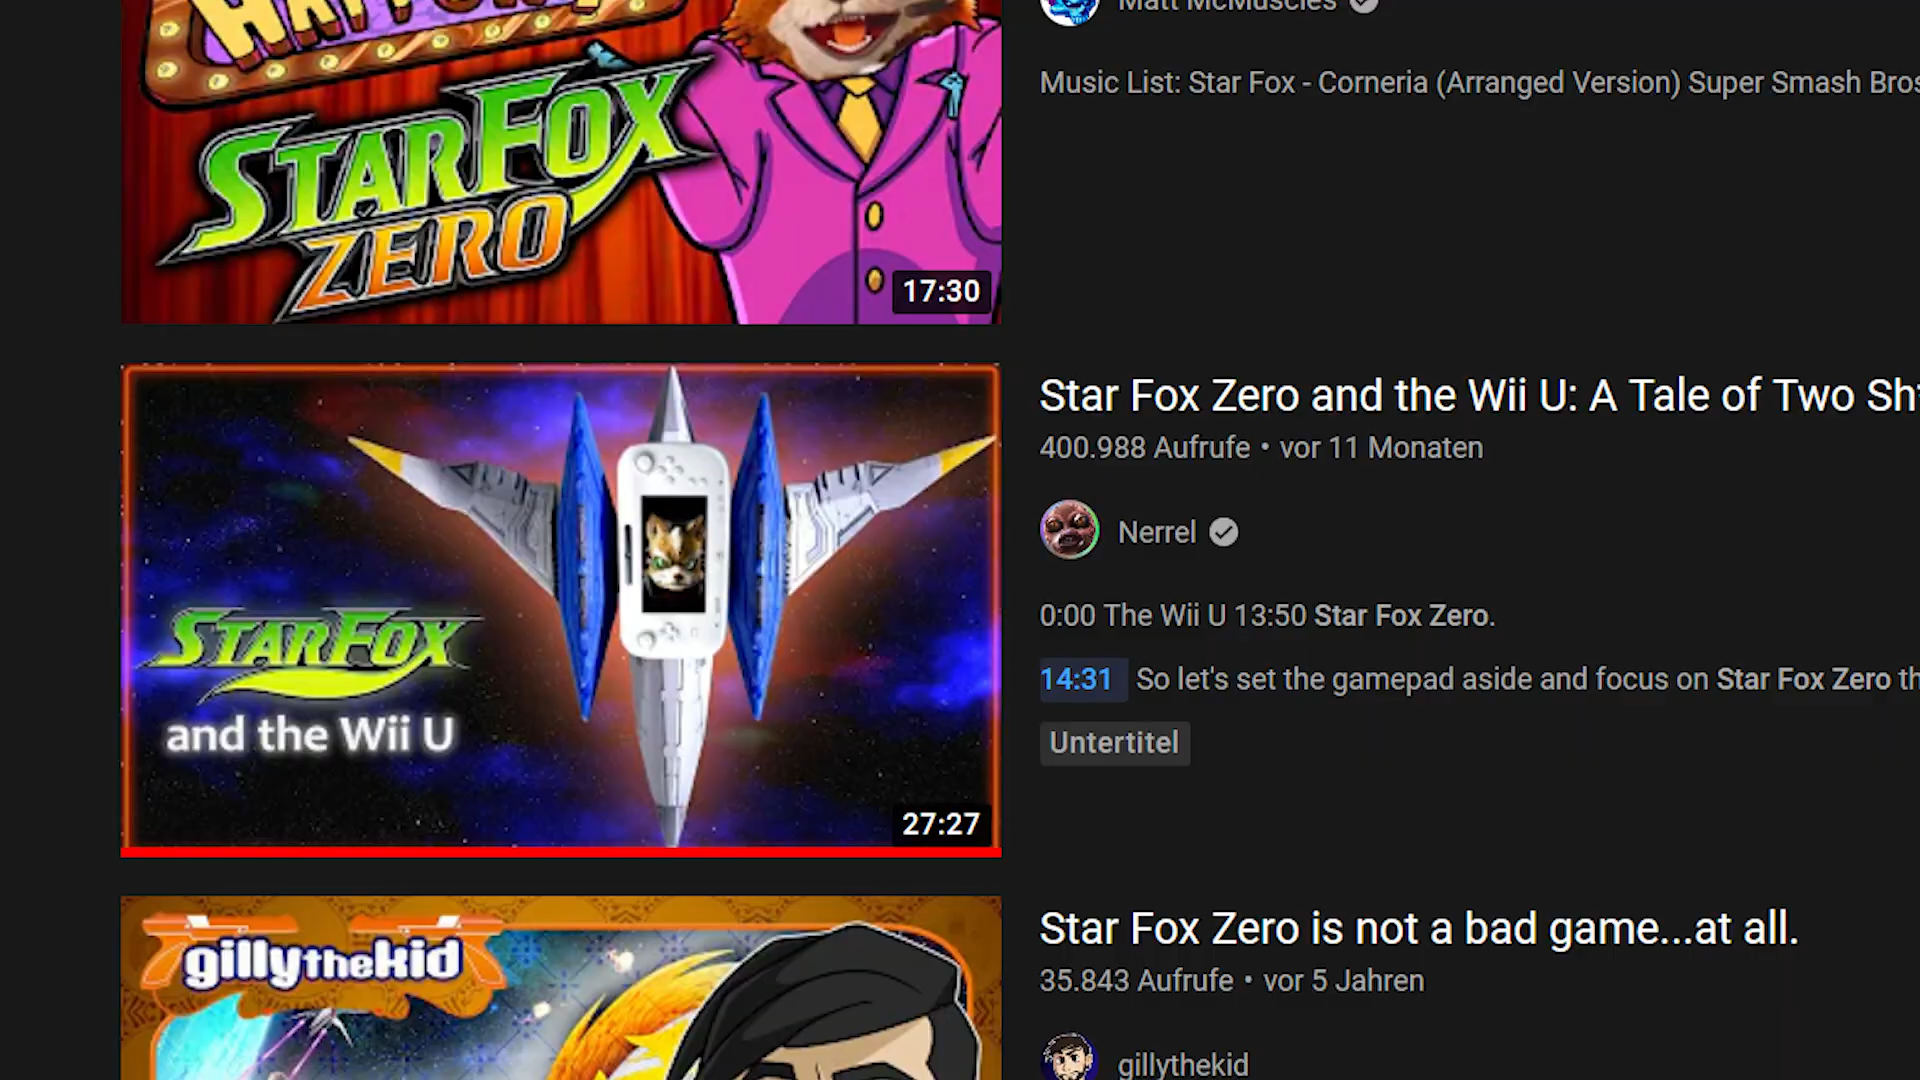 Matt McMuscles
Music List: Star Fox - Corneria (Arranged Version) Super Smash Bros
STARFOX
ZERO
17:30
Star Fox Zero and the Wii U: A Tale of Two Sh
400.988 Aufrufe • vor 11 Monaten
Nerrel
0:00 The Wii U 13:50 Star Fox Zero.
14:31 So let's set the gamepad aside and focus on Star Fox Zero th
Untertitel
STARFOX
and the Wii U
27:27
gillythekid
Star Fox Zero is not a bad game...at all.
35.843 Aufrufe • vor 5 Jahren
gillythekid